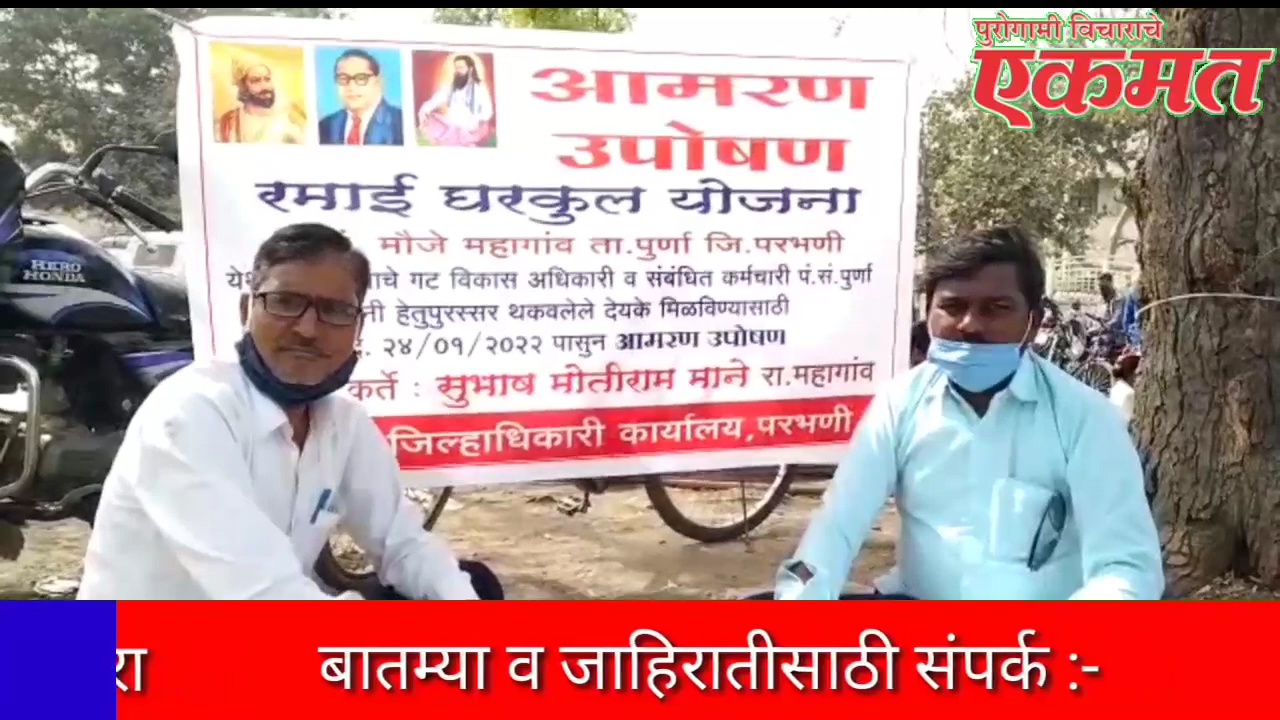 पुरोगामी विचाराचे
एकमत
आमरण
उपोषण
रमाई घरकुल योजना
मौजे महागांव ता.पुर्णा जि.परभणी
गट विकास अधिकारी व संबंधित कर्मचारी पं.सं.पुर्णा
हेतुपुरस्सर थकवलेले देयके मिळविण्यासाठी
२४/०१/२०२२ पासुन आमरण उपोषण
: सुभाष मोतीराम माने रा.महागांव
जिल्हाधिकारी कार्यालय,परभणी
HERO
HONDA
बातम्या व जाहिरातीसाठी संपर्क :-